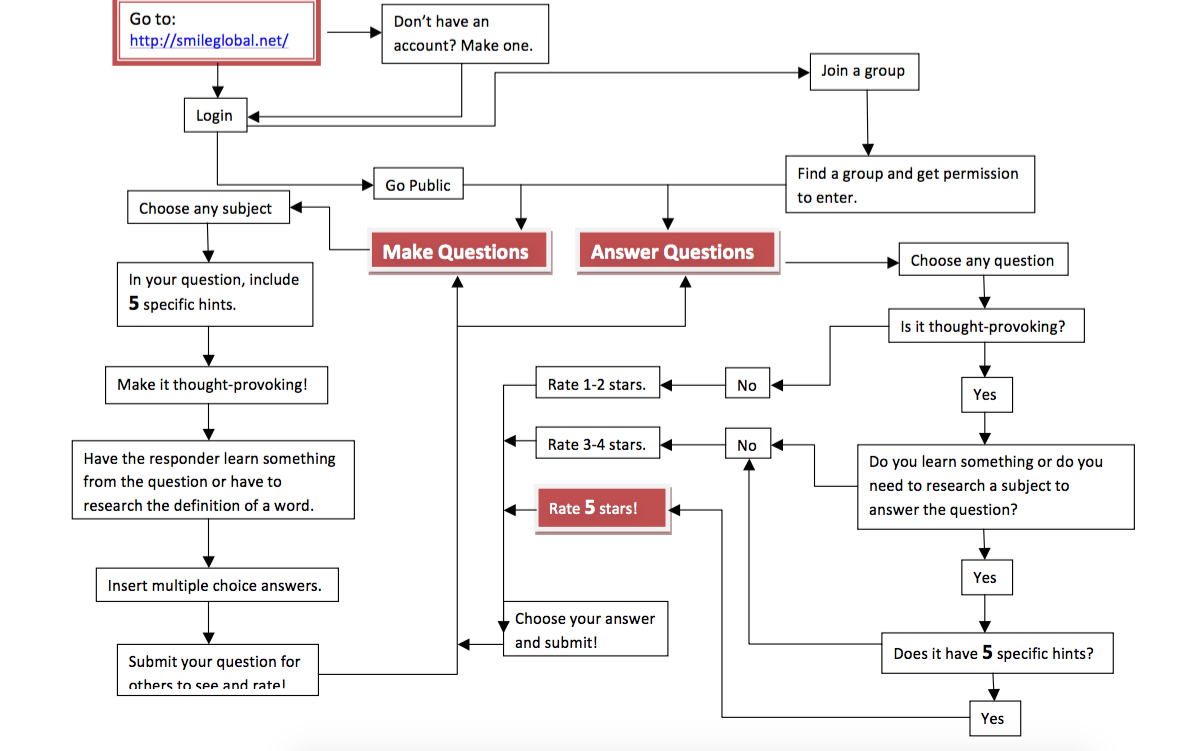 Go to:
http://smileglobal.net/
Don’t have an
account? Make one.
Login
Join a group
Find a group and get permission
to enter.
Go Public
Make Questions
Answer Questions
Choose any subject
In your question, include
5 specific hints.
Make it thought-provoking!
Have the responder learn something
from the question or have to
research the definition of a word.
Insert multiple choice answers.
Submit your question for
others to see and rate!
Choose any question
Is it thought-provoking?
No
Rate 1-2 stars.
Yes
Do you learn something or do you
need to research a subject to
answer the question?
No
Rate 3-4 stars.
Yes
Does it have 5 specific hints?
Yes
Rate 5 stars!
Choose your answer
and submit!